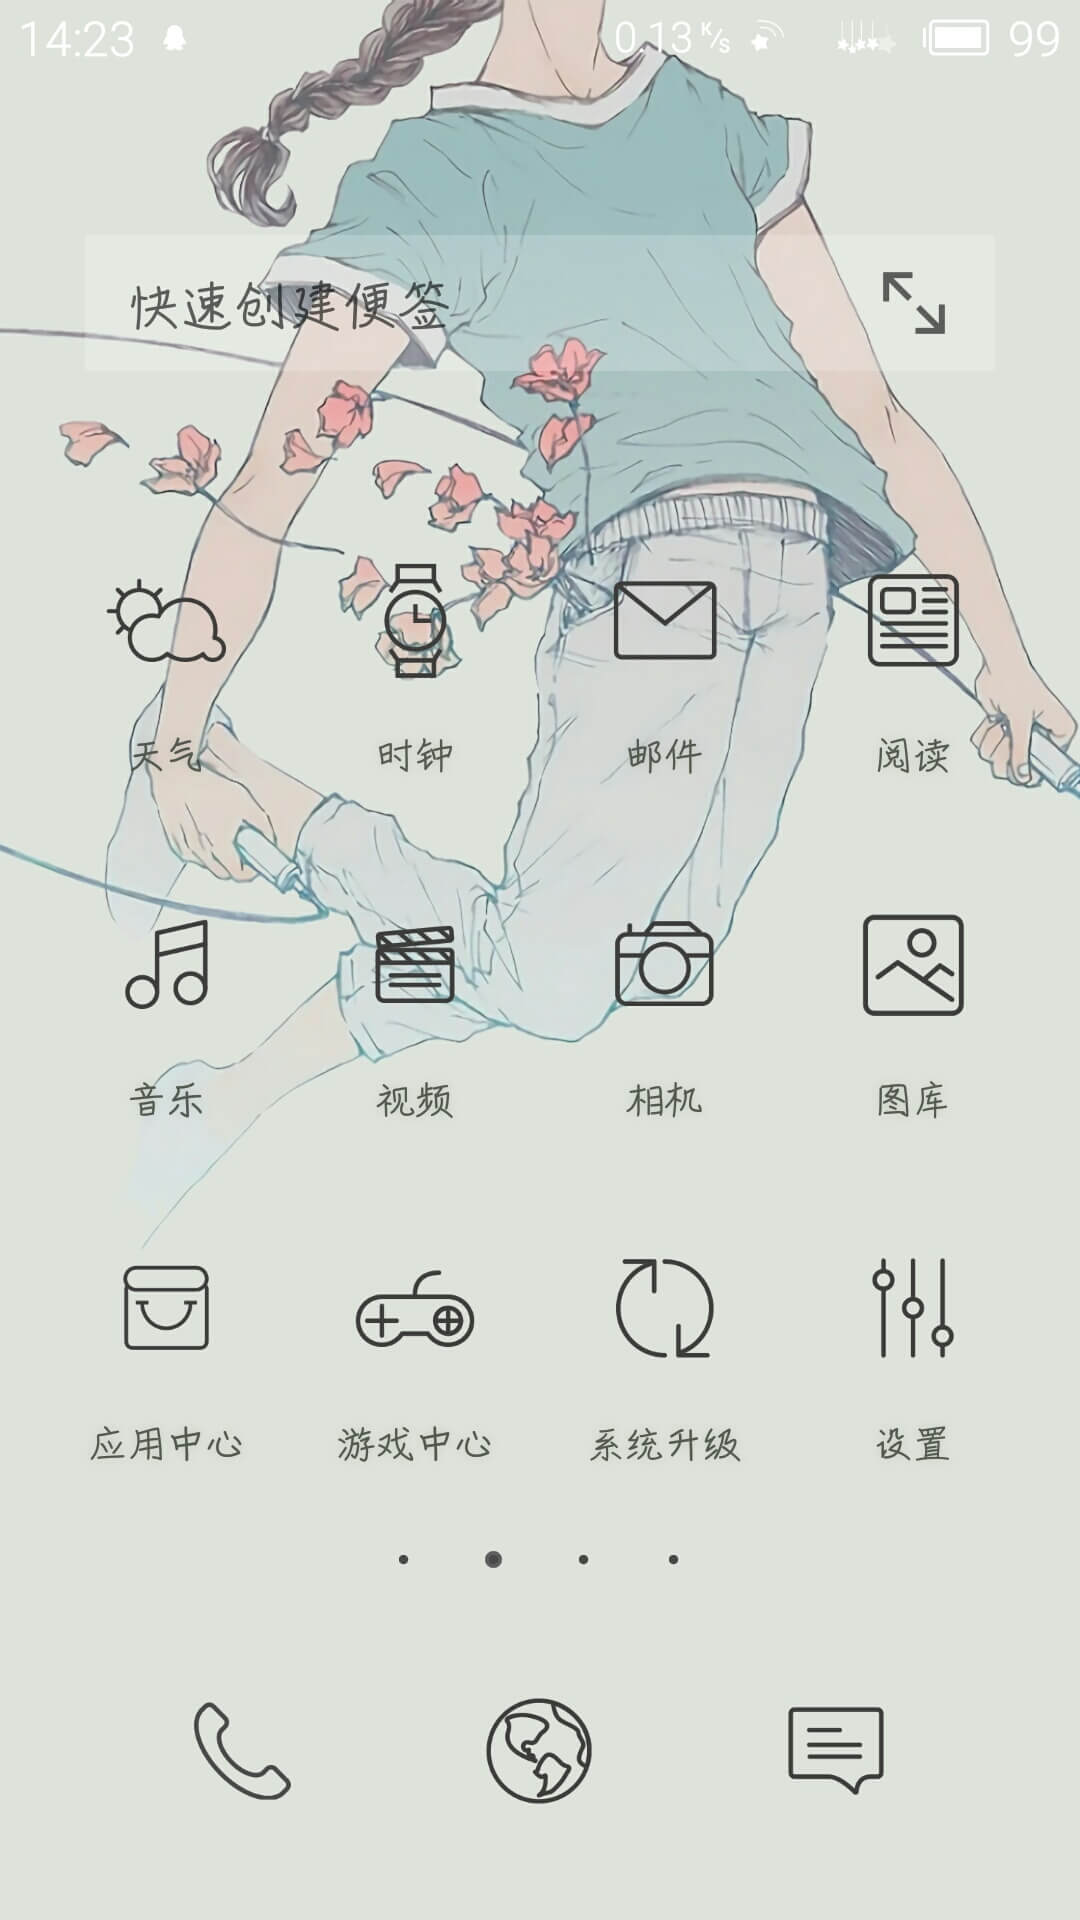 14:23 0.13 K/s 99
快速创建便签
天气 时钟 邮件 阅读
音乐 视频 相机 图库
应用中心 游戏中心 系统升级 设置